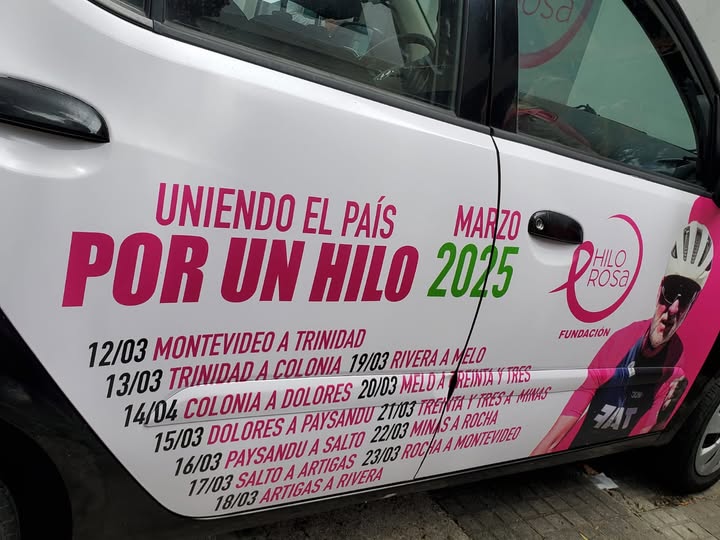 UNIENDO EL PAÍS
POR UN HILO
MARZO
2025
HILO
ROSA
FUNDACIÓN
12/03 MONTEVIDEO A TRINIDAD
13/03 TRINIDAD A COLONIA
14/04 COLONIA A DOLORES
15/03 DOLORES A PAYSANDU
16/03 PAYSANDU A SALTO
17/03 SALTO A ARTIGAS
18/03 ARTIGAS A RIVERA
19/03 RIVERA A MELO
20/03 MELO A TREINTA Y TRES
21/03 TREINTA Y TRES A MINAS
22/03 MINAS A ROCHA
23/03 ROCHA A MONTEVIDEO
rosa